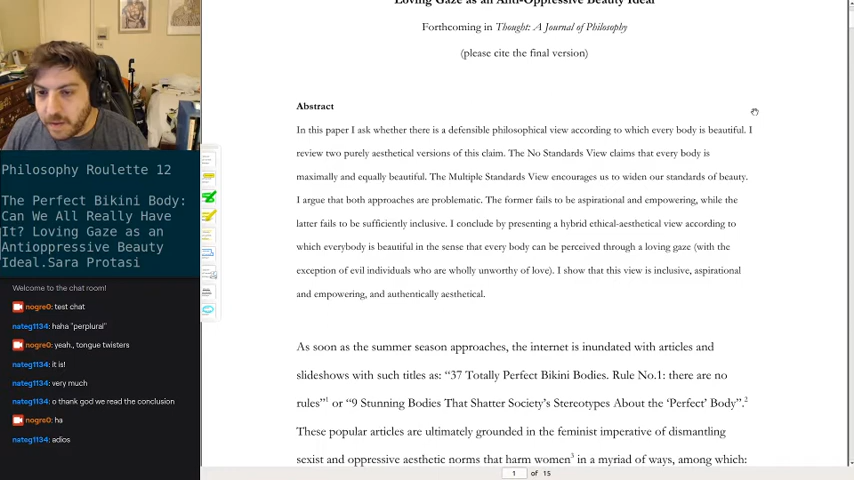 Loving Gaze as an Anti-Oppressive Beauty Ideal
Forthcoming in Thought: A Journal of Philosophy
(please cite the final version)
Abstract
In this paper I ask whether there is a defensible philosophical view according to which every body is beautiful. I
review two purely aesthetical versions of this claim. The No Standards View claims that every body is
maximally and equally beautiful. The Multiple Standards View encourages us to widen our standards of beauty.
I argue that both approaches are problematic. The former fails to be aspirational and empowering, while the
latter fails to be sufficiently inclusive. I conclude by presenting a hybrid ethical-aesthetical view according to
which everybody is beautiful in the sense that every body can be perceived through a loving gaze (with the
exception of evil individuals who are wholly unworthy of love). I show that this view is inclusive, aspirational
and empowering, and authentically aesthetical.
As soon as the summer season approaches, the internet is inundated with articles and
slideshows with such titles as: “37 Totally Perfect Bikini Bodies. Rule No.1: there are no
rules”1 or “9 Stunning Bodies That Shatter Society’s Stereotypes About the ‘Perfect’ Body”.2
These popular articles are ultimately grounded in the feminist imperative of dismantling
sexist and oppressive aesthetic norms that harm women3 in a myriad of ways, among which:
1 of 15
Philosophy Roulette 12
The Perfect Bikini Body:
Can We All Really Have
It? Loving Gaze as an
Antioppressive Beauty
Ideal.Sara Protasi
Welcome to the chat room!
nogre0: test chat
nateg1134: haha "perplural"
nogre0: yeah., tongue twisters
nateg1134: it is!
nateg1134: very much
nateg1134: o thank god we read the conclusion
nogre0: ha
nateg1134: adios